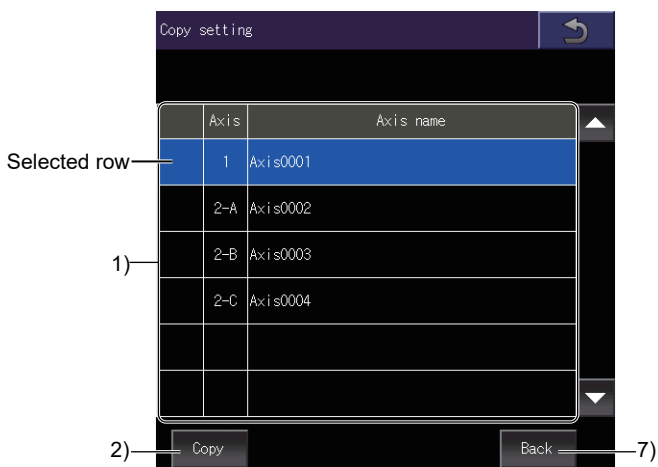 Copy setting
Axis Axis name
Selected row 1 Axis0001
2-A Axis0002
1) 2-B Axis0003
2-C Axis0004
2) Copy Back 7)